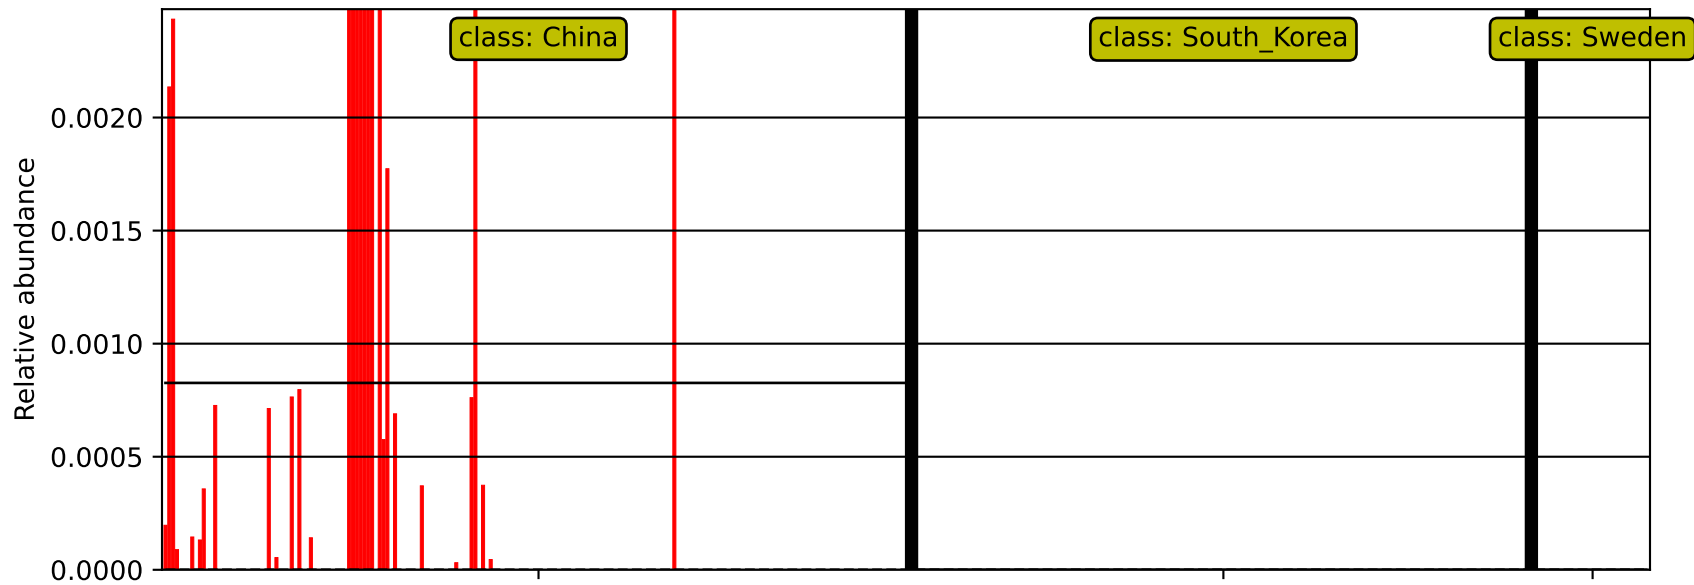 class: China
class: South_Korea
class: Sweden
0.0020
0.0015
0.0010
0.0005
0.0000
Relative abundance